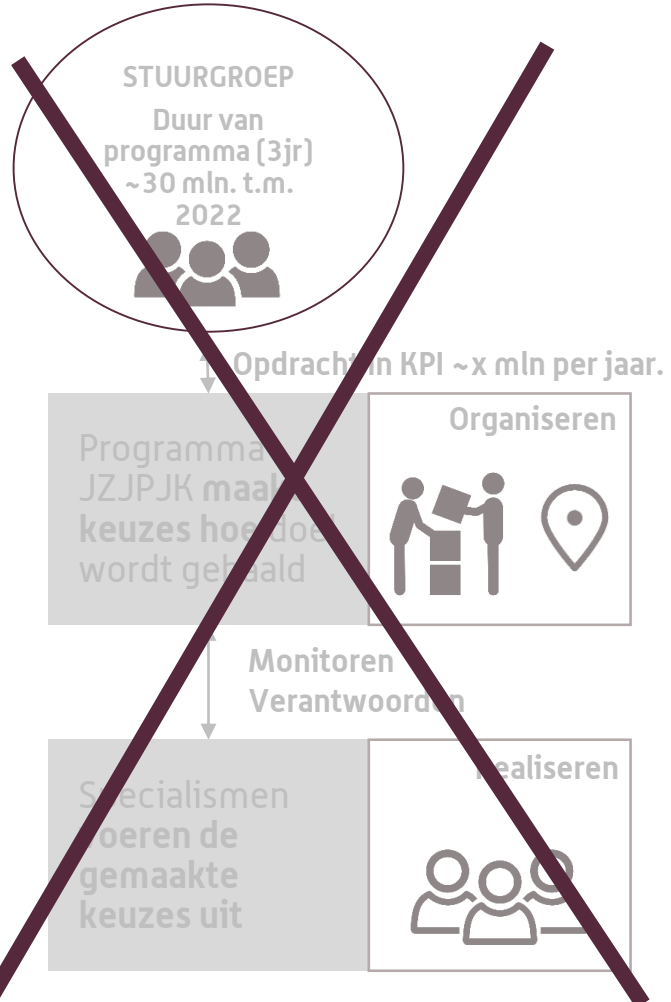 STUURGROEP
Duur van
programma (3jr)
~30 mln. t.m.
2022
Opdracht in KPI ~x mln per jaar.
Organiseren
Programma
JZJPJK maakt
keuzes hoe doel
wordt gehaald
Monitoren
Verantwoorden
Realiseren
Specialismen
voeren de
gemaakte
keuzes uit